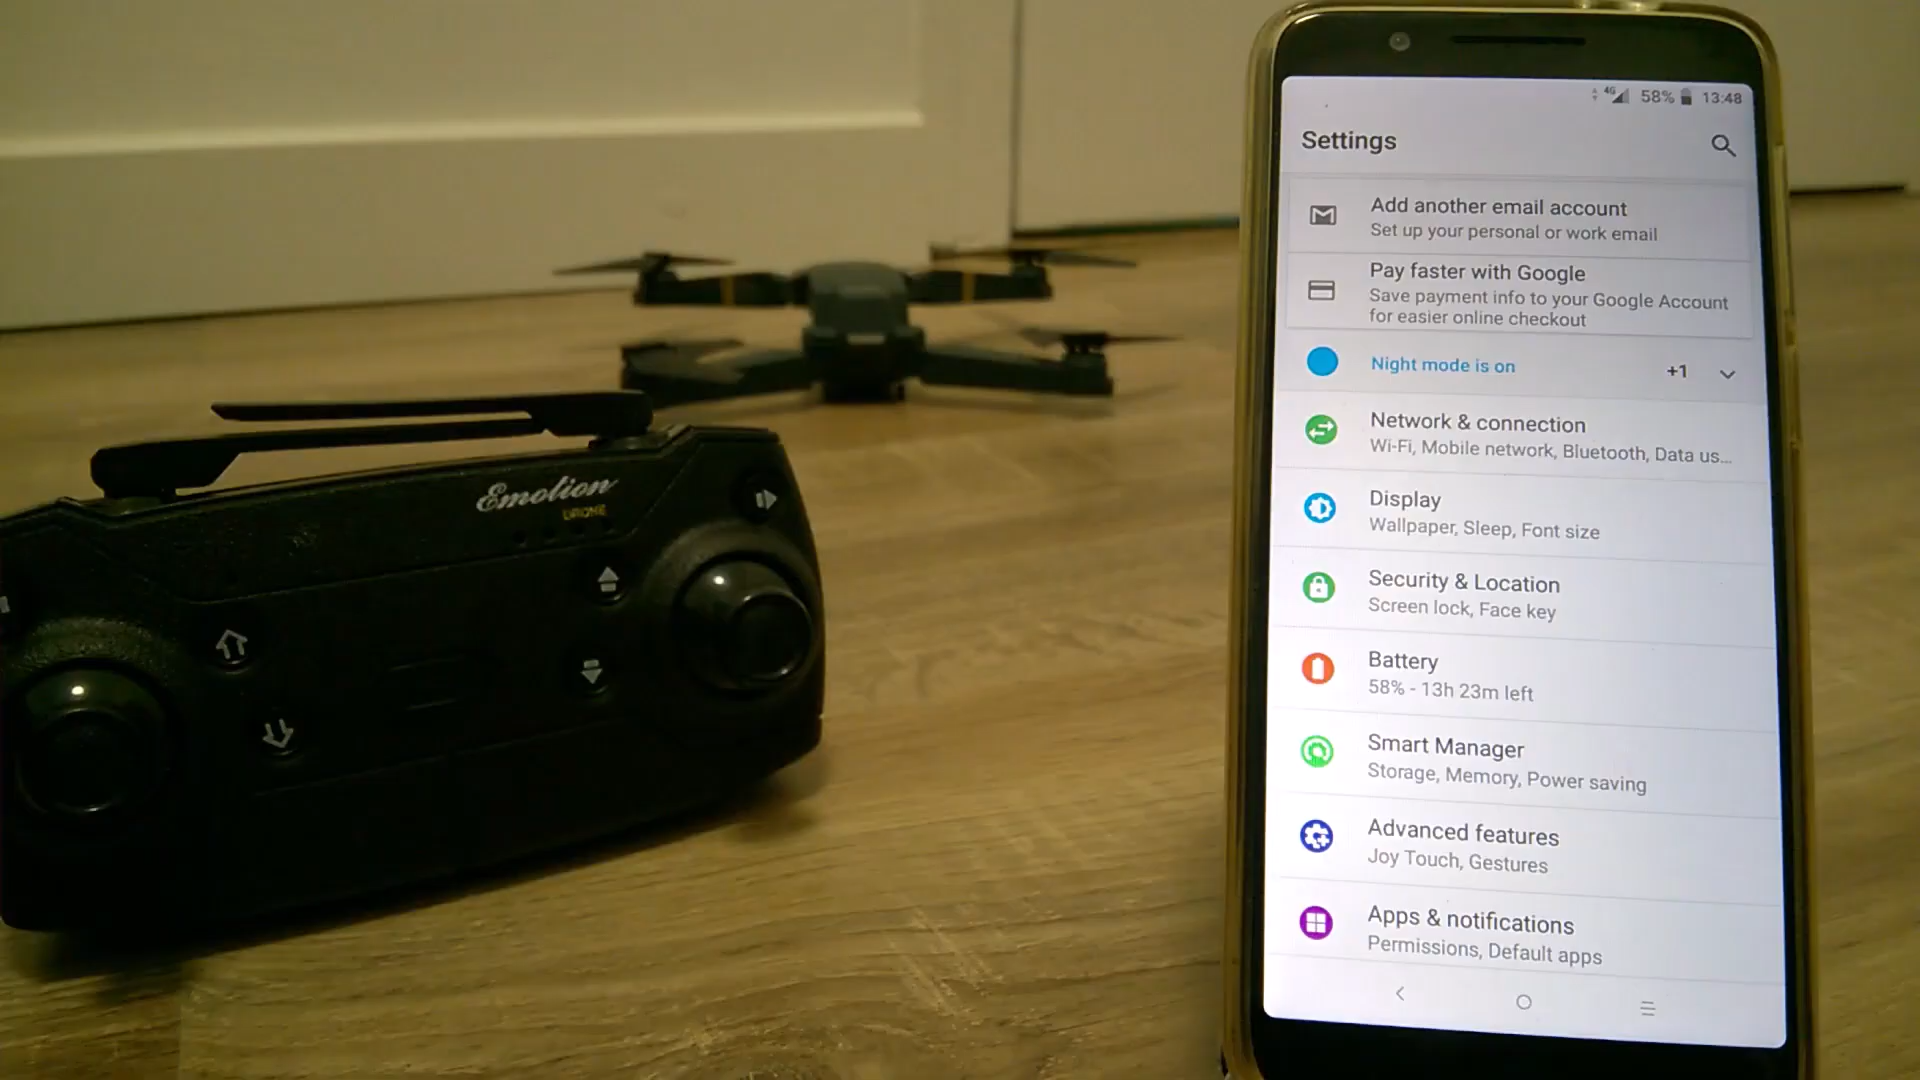 Emotion
DRONE
4G 58% 13:48
Settings
Add another email account
Set up your personal or work email
Pay faster with Google
Save payment info to your Google Account
for easier online checkout
Night mode is on +1
Network & connection
Wi-Fi, Mobile network, Bluetooth, Data us...
Display
Wallpaper, Sleep, Font size
Security & Location
Screen lock, Face key
Battery
58% - 13h 23m left
Smart Manager
Storage, Memory, Power saving
Advanced features
Joy Touch, Gestures
Apps & notifications
Permissions, Default apps